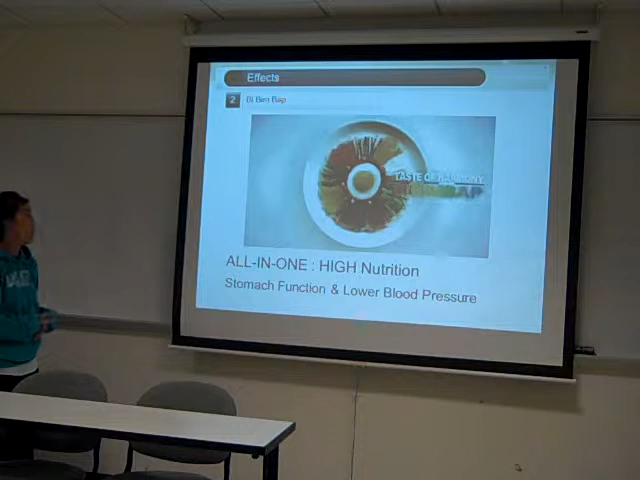 Effects
2 Bi Bim Bap
TASTE OF HARMONY
ALL-IN-ONE : HIGH Nutrition
Stomach Function & Lower Blood Pressure